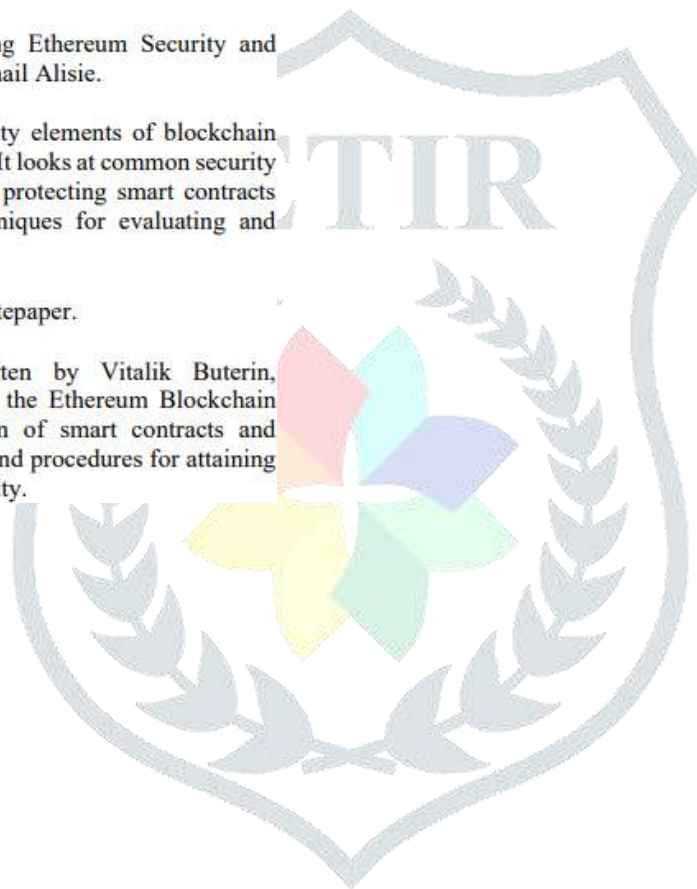 ng Ethereum Security and
Alisie.
ty elements of blockchain
It looks at common security
protecting smart contracts
niques for evaluating and
TIR
tepaper.
ten by Vitalik Buterin,
the Ethereum Blockchain
n of smart contracts and
nd procedures for attaining
ty.